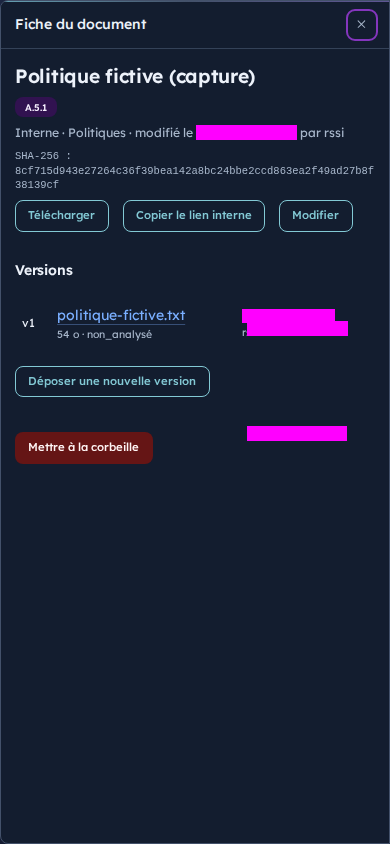 Fiche du document
×
Politique fictive (capture)
A.5.1
Interne · Politiques · modifié le par rssi
SHA-256 :
8cf715d943e27264c36f39bea142a8bc24bbe2ccd863ea2f49ad27b8f
38139cf
Télécharger Copier le lien interne Modifier
Versions
v1 politique-fictive.txt
54 o · non_analysé
Déposer une nouvelle version
Mettre à la corbeille